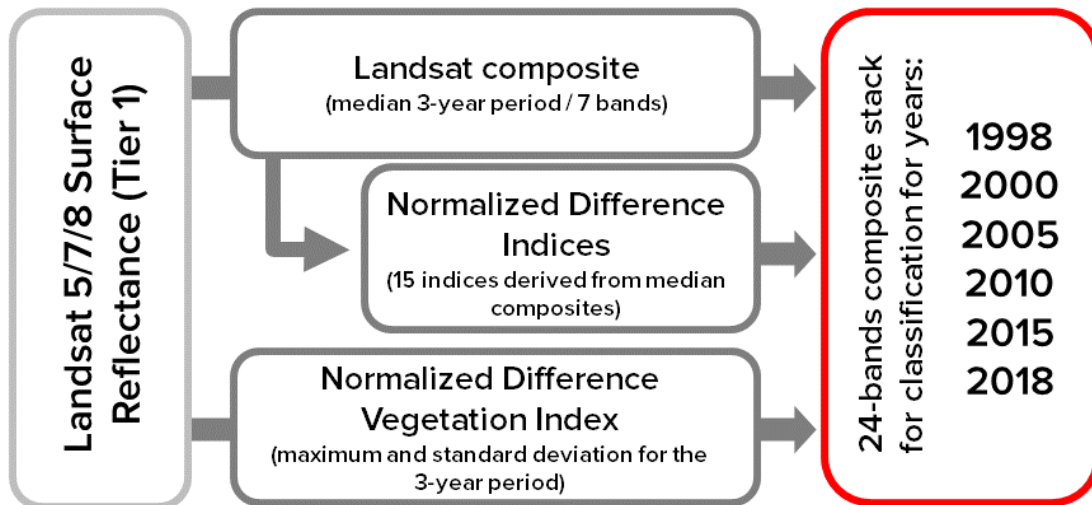 Landsat 5/7/8 Surface
Reflectance (Tier 1)
Landsat composite
(median 3-year period / 7 bands)
Normalized Difference
Indices
(15 indices derived from median
composites)
Normalized Difference
Vegetation Index
(maximum and standard deviation for the
3-year period)
24-bands composite stack
for classification for years:
1998
2000
2005
2010
2015
2018